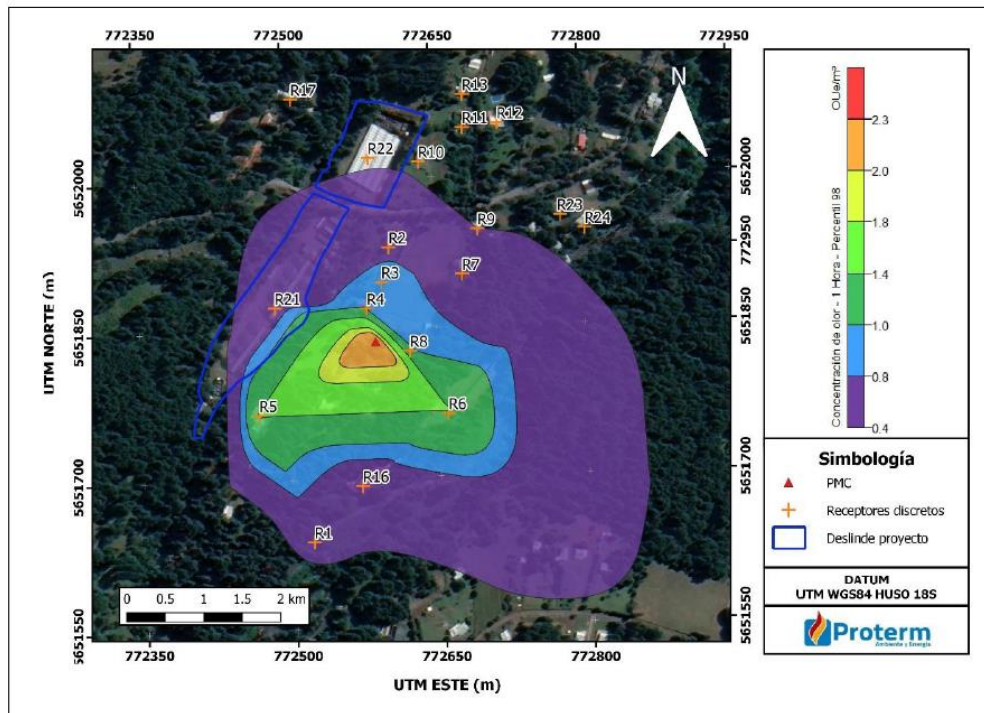 772350 772500 772650 772800 772950
N
R17
R13
R12
R11
R22
R10
R23
R24
R9
R2
R7
R3
R21
R4
R8
R5
R6
R16
R1
5652000
5651850
5651700
5651550
UTM NORTE (m)
5652000
772950
5651850
5651700
5651550
0 0.5 1 1.5 2 km
772350 772500 772650 772800
UTM ESTE (m)
OUe/m³
Concentración de olor - 1 Hora - Percentil 98
2.3
2.0
1.8
1.4
1.0
0.8
0.4
Simbología
PMC
Receptores discretos
Deslinde proyecto
DATUM
UTM WGS84 HUSO 18S
Proterm
Ambiente y Energía